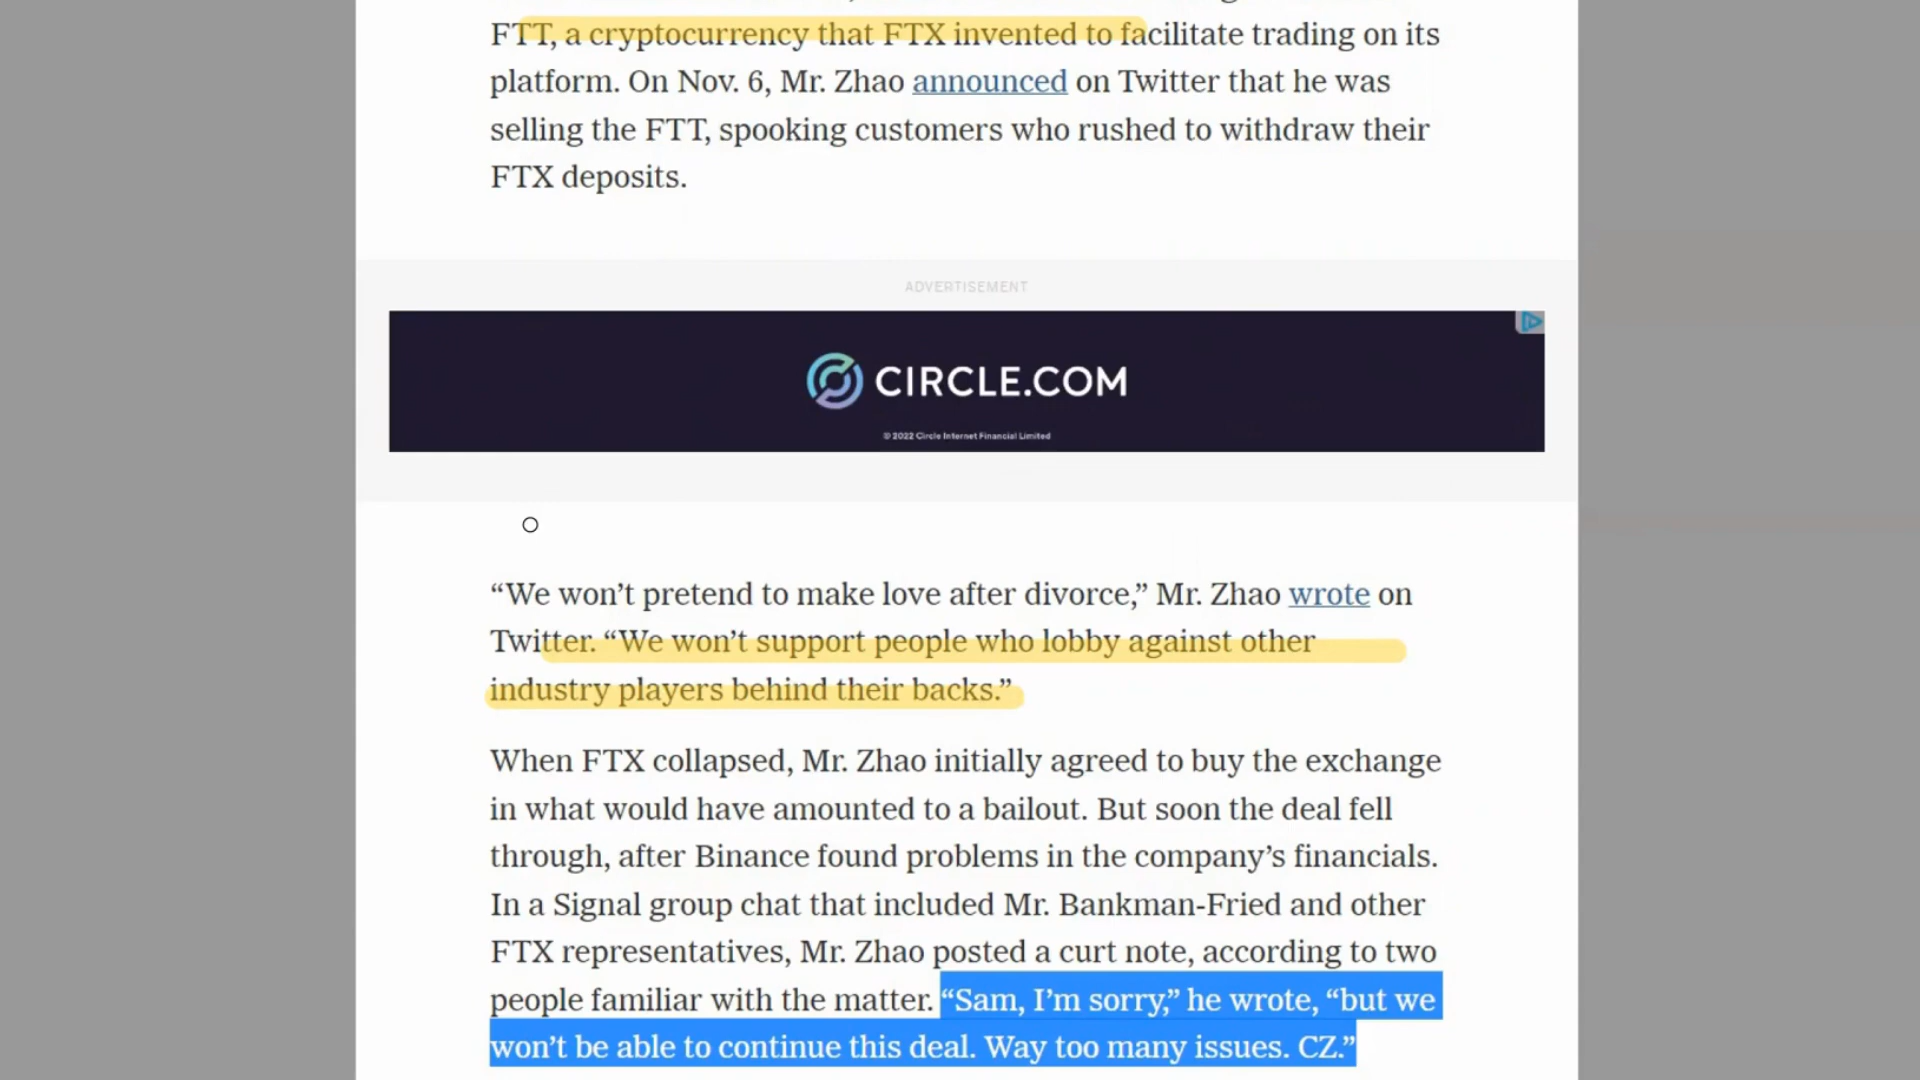 FTT, a cryptocurrency that FTX invented to facilitate trading on its
platform. On Nov. 6, Mr. Zhao announced on Twitter that he was
selling the FTT, spooking customers who rushed to withdraw their
FTX deposits.
ADVERTISEMENT
CIRCLE.COM
© 2022 Circle Internet Financial Limited
“We won’t pretend to make love after divorce,” Mr. Zhao wrote on
Twitter. “We won’t support people who lobby against other
industry players behind their backs.”
When FTX collapsed, Mr. Zhao initially agreed to buy the exchange
in what would have amounted to a bailout. But soon the deal fell
through, after Binance found problems in the company’s financials.
In a Signal group chat that included Mr. Bankman-Fried and other
FTX representatives, Mr. Zhao posted a curt note, according to two
people familiar with the matter. “Sam, I’m sorry,” he wrote, “but we
won’t be able to continue this deal. Way too many issues. CZ.”